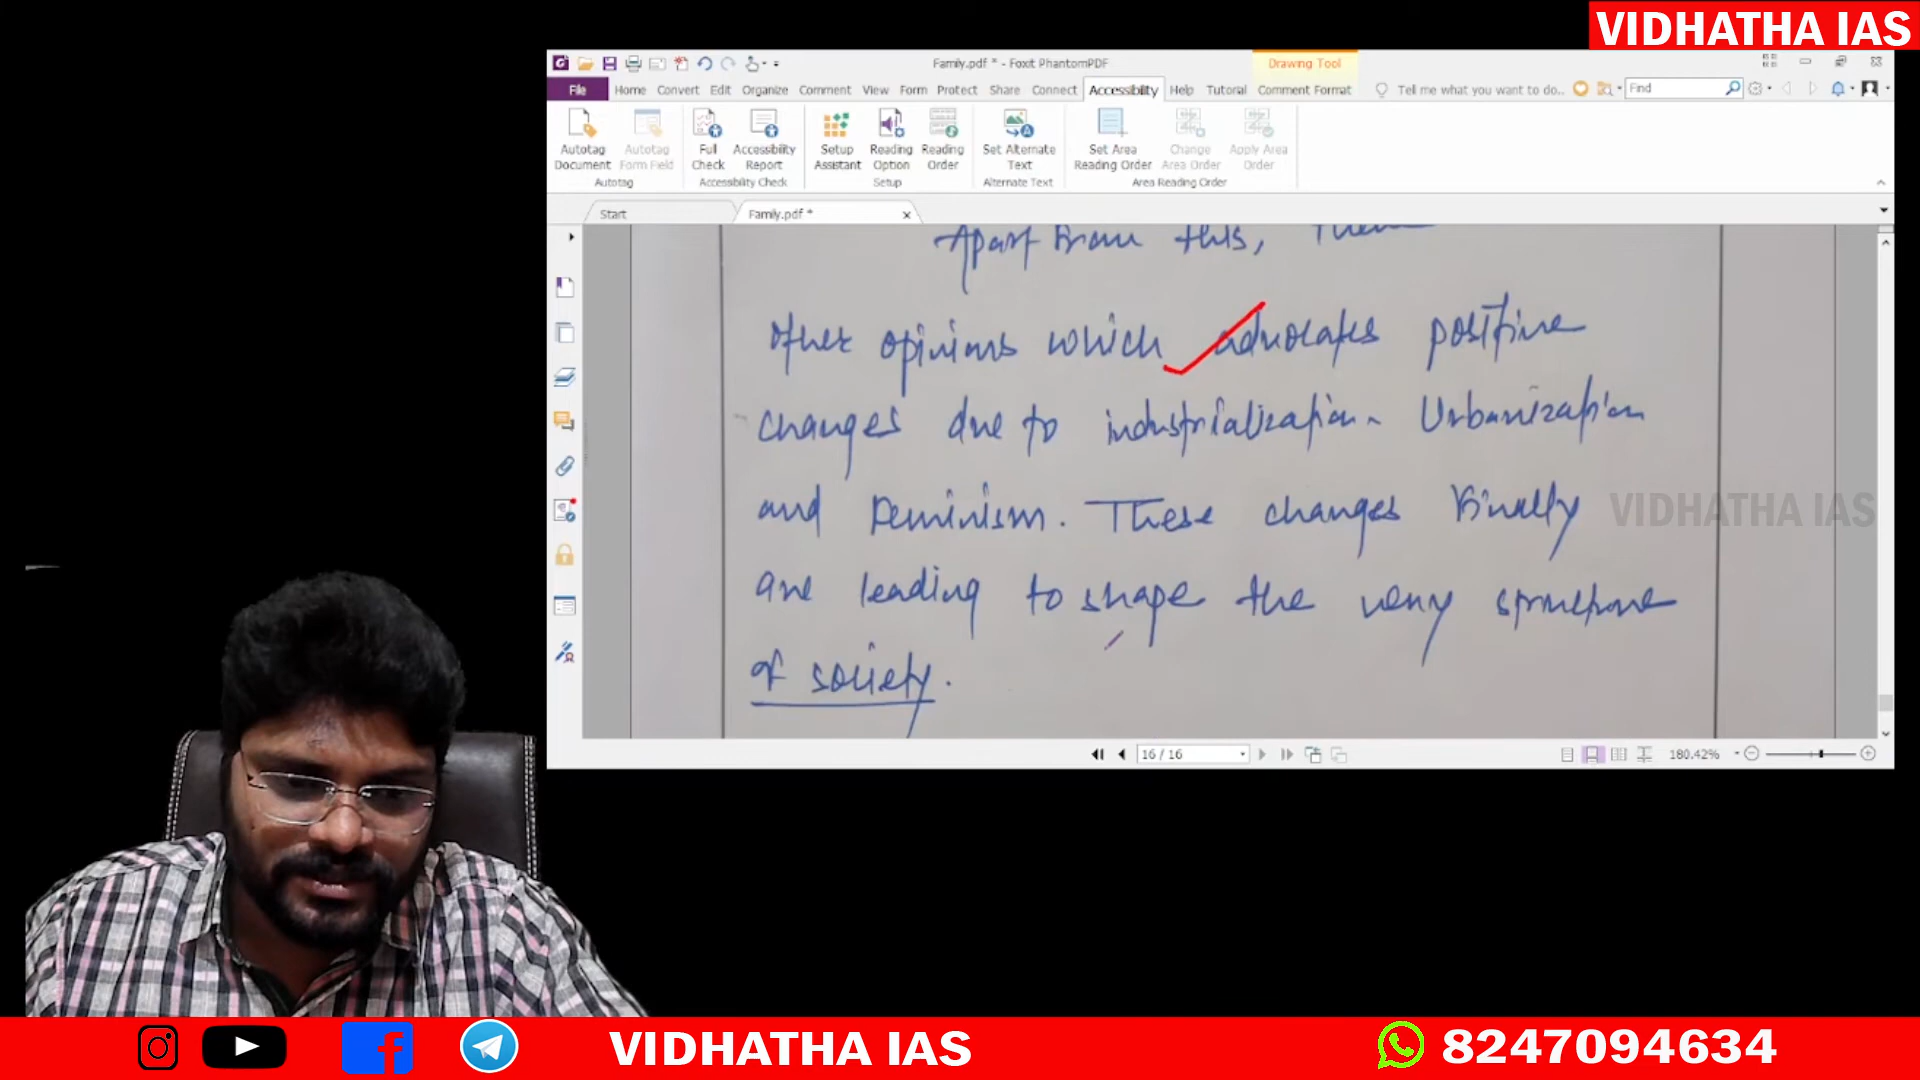 VIDHATHA IAS
Family.pdf * - Foxit PhantomPDF
Drawing Tool
File Home Convert Edit Organize Comment View Form Protect Share Connect Accessibility Help Tutorial Comment Format Tell me what you want to do.. Find
Autotag Document
Autotag Form Field
Full Check
Accessibility Report
Setup Assistant
Reading Option
Reading Order
Set Alternate Text
Set Area Reading Order
Change Area Order
Apply Area Order
Autotag Accessibility Check Setup Alternate Text Area Reading Order
Start Family.pdf *
Apart from this, There
other opinions which advocates positive
changes due to industrialization. Urbanization
and Feminism. These changes finally
are leading to shape the very structure
of society.
VIDHATHA IAS
16 / 16
180.42%
VIDHATHA IAS
8247094634